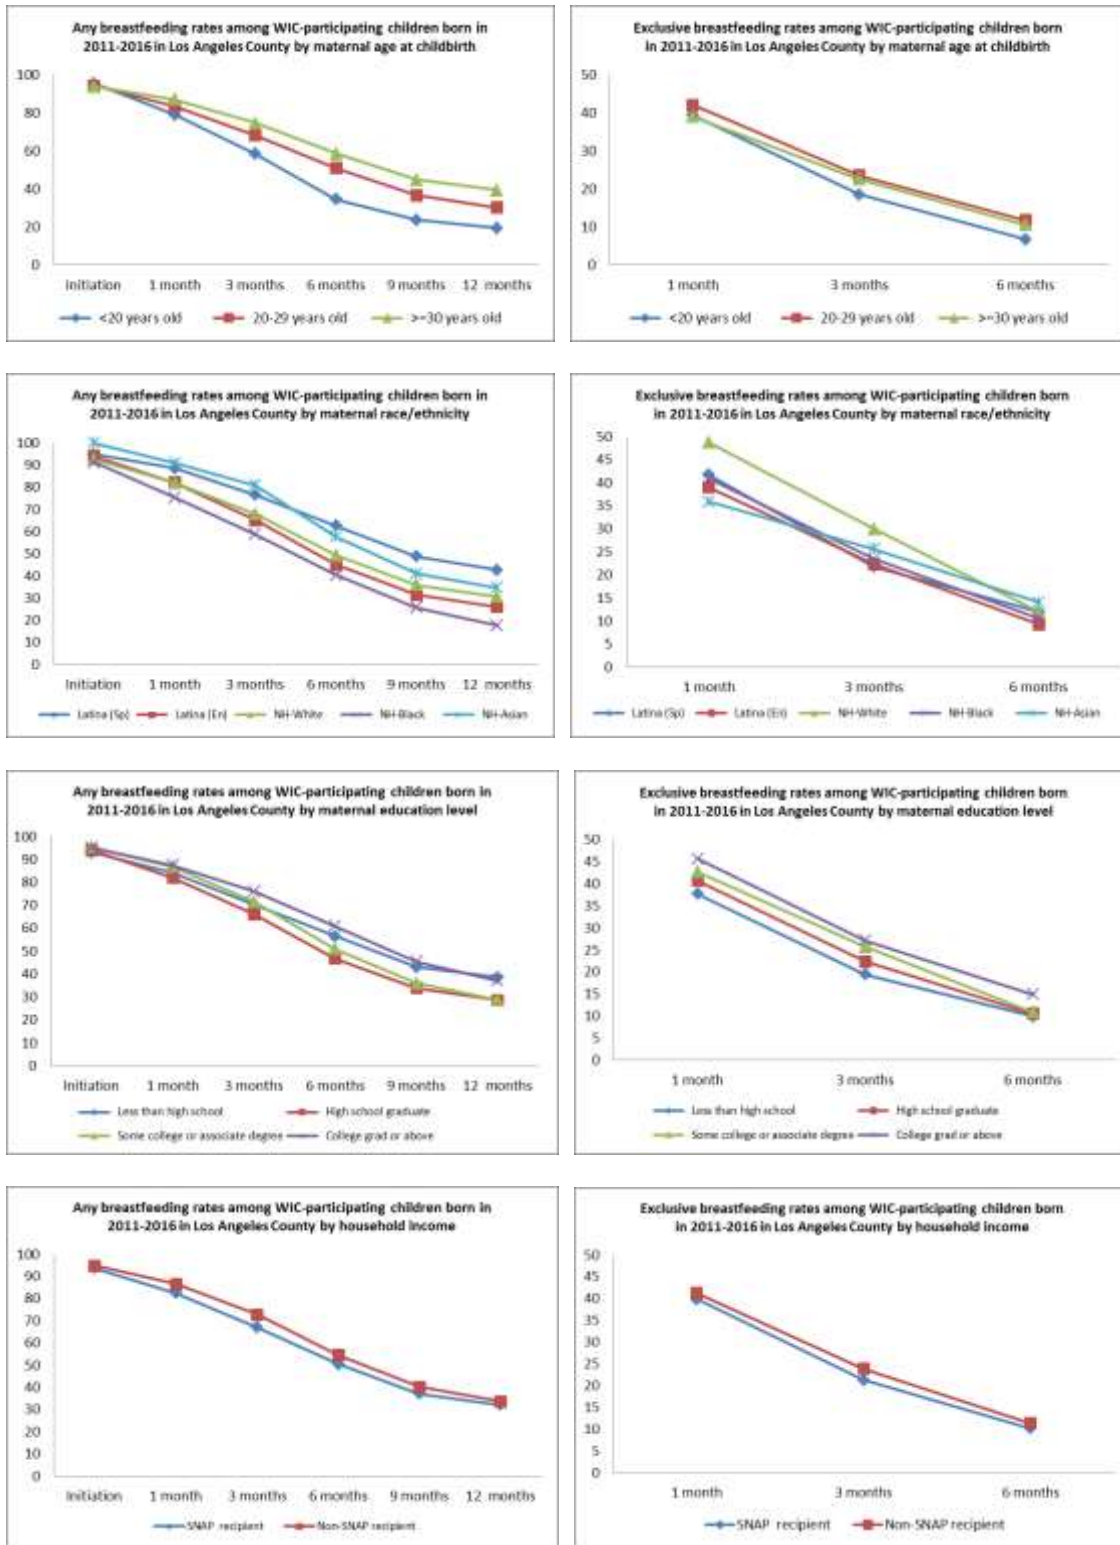 Any breastfeeding rates among WIC-participating children born in
2011-2016 in Los Angeles County by maternal age at childbirth
100
80
60
40
20
0
Initiation 1 month 3 months 6 months 9 months 12 months
<20 years old 20-29 years old >=30 years old
Exclusive breastfeeding rates among WIC-participating children born
in 2011-2016 in Los Angeles County by maternal age at childbirth
50
40
30
20
10
0
1 month 3 months 6 months
<20 years old 20-29 years old >=30 years old
Any breastfeeding rates among WIC-participating children born in
2011-2016 in Los Angeles County by maternal race/ethnicity
100
90
80
70
60
50
40
30
20
10
0
Initiation 1 month 3 months 6 months 9 months 12 months
Latina (Sp) Latina (En) NH-White NH-Black NH-Asian
Exclusive breastfeeding rates among WIC-participating children born
in 2011-2016 in Los Angeles County by maternal race/ethnicity
50
45
40
35
30
25
20
15
10
5
0
1 month 3 months 6 months
Latina (Sp) Latina (En) NH-White NH-Black NH-Asian
Any breastfeeding rates among WIC-participating children born in
2011-2016 in Los Angeles County by maternal education level
100
90
80
70
60
50
40
30
20
10
0
Initiation 1 month 3 months 6 months 9 months 12 months
Less than high school High school graduate
Some college or associate degree College grad or above
Exclusive breastfeeding rates among WIC-participating children born
in 2011-2016 in Los Angeles County by maternal education level
50
45
40
35
30
25
20
15
10
5
0
1 month 3 months 6 months
Less than high school High school graduate
Some college or associate degree College grad or above
Any breastfeeding rates among WIC-participating children born in
2011-2016 in Los Angeles County by household income
100
90
80
70
60
50
40
30
20
10
0
Initiation 1 month 3 months 6 months 9 months 12 months
SNAP recipient Non-SNAP recipient
Exclusive breastfeeding rates among WIC-participating children born
in 2011-2016 in Los Angeles County by household income
50
45
40
35
30
25
20
15
10
5
0
1 month 3 months 6 months
SNAP recipient Non-SNAP recipient